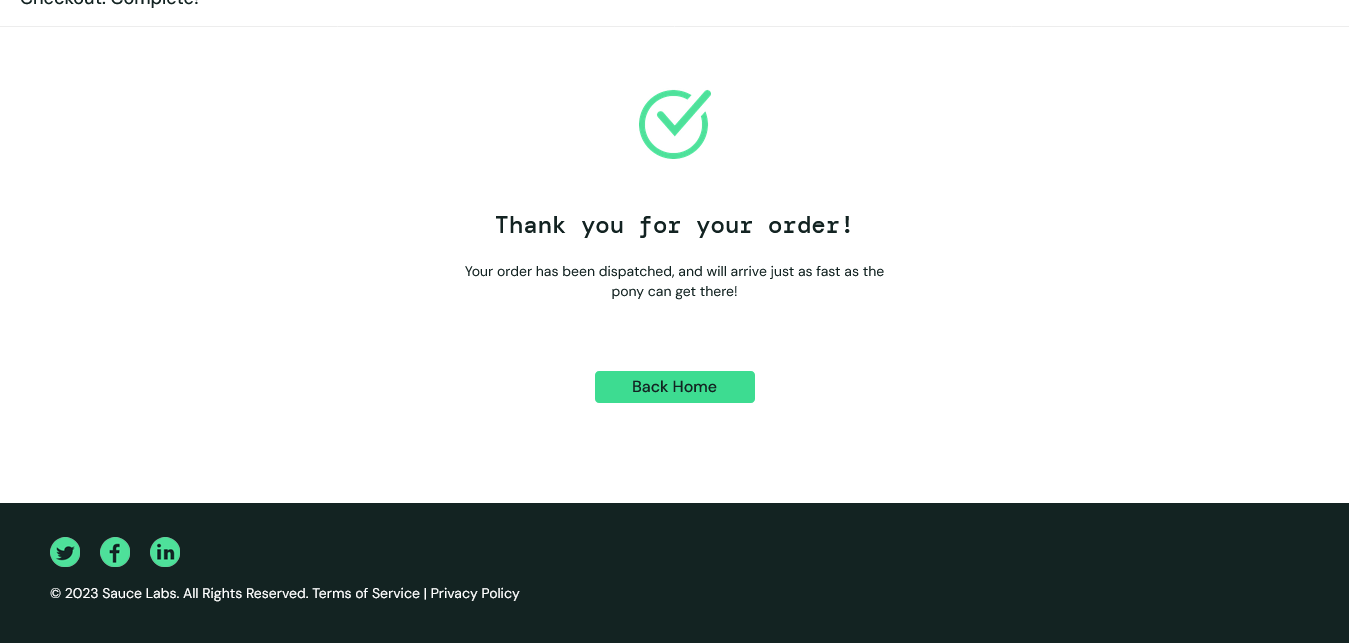 Checkout: Complete!
Thank you for your order!
Your order has been dispatched, and will arrive just as fast as the
pony can get there!
Back Home
© 2023 Sauce Labs. All Rights Reserved. Terms of Service | Privacy Policy